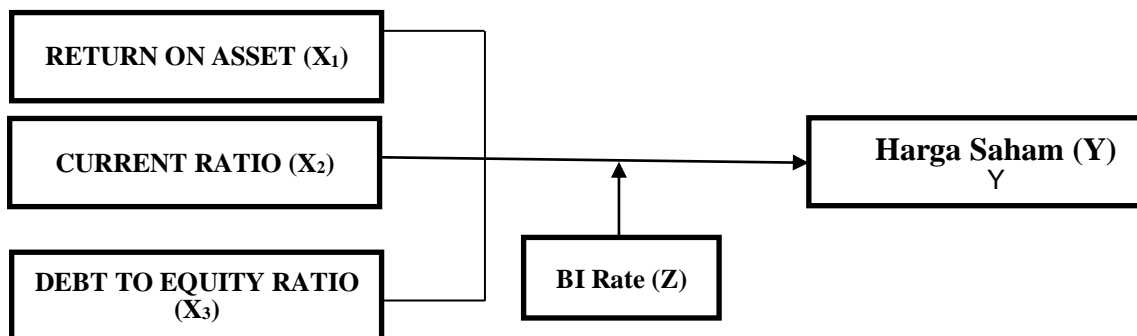 RETURN ON ASSET (X₁)
CURRENT RATIO (X₂)
Harga Saham (Y)
Y
DEBT TO EQUITY RATIO
(X₃)
BI Rate (Z)